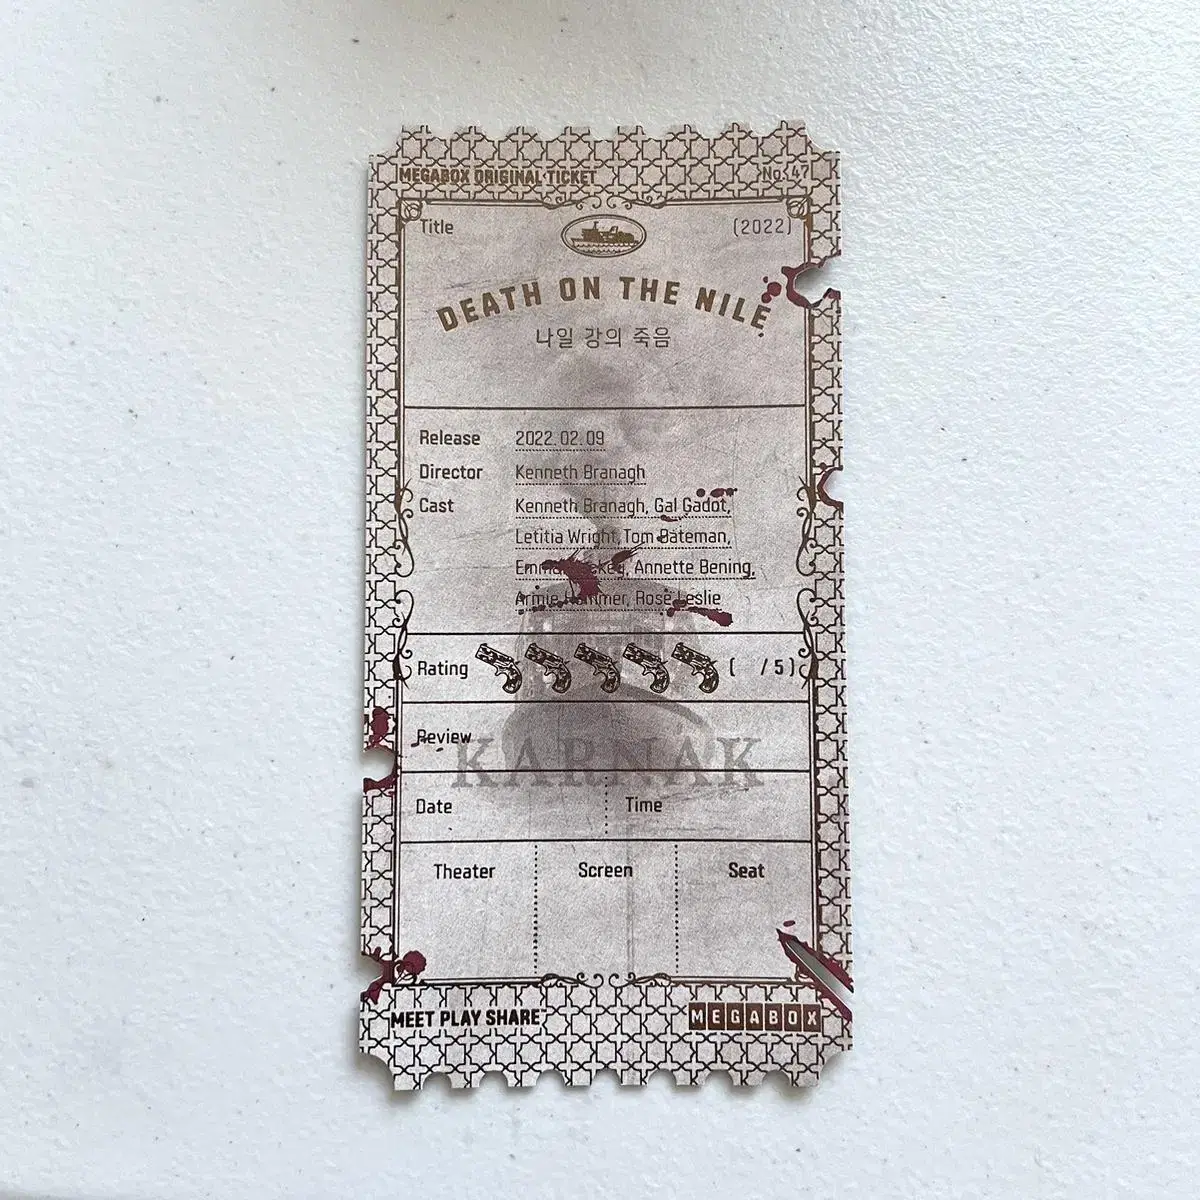 MEGABOX ORIGINAL TICKET No. 47
Title (2022)
DEATH ON THE NILE
나일 강의 죽음
Release 2022. 02. 09
Director Kenneth Branagh
Cast Kenneth Branagh, Gal Gadot,
Letitia Wright, Tom Bateman,
Annette Bening,
Armie Hammer, Rose Leslie
Rating ( / 5 )
Review
KARNAK
Date Time
Theater Screen Seat
MEET PLAY SHARE MEGABOX